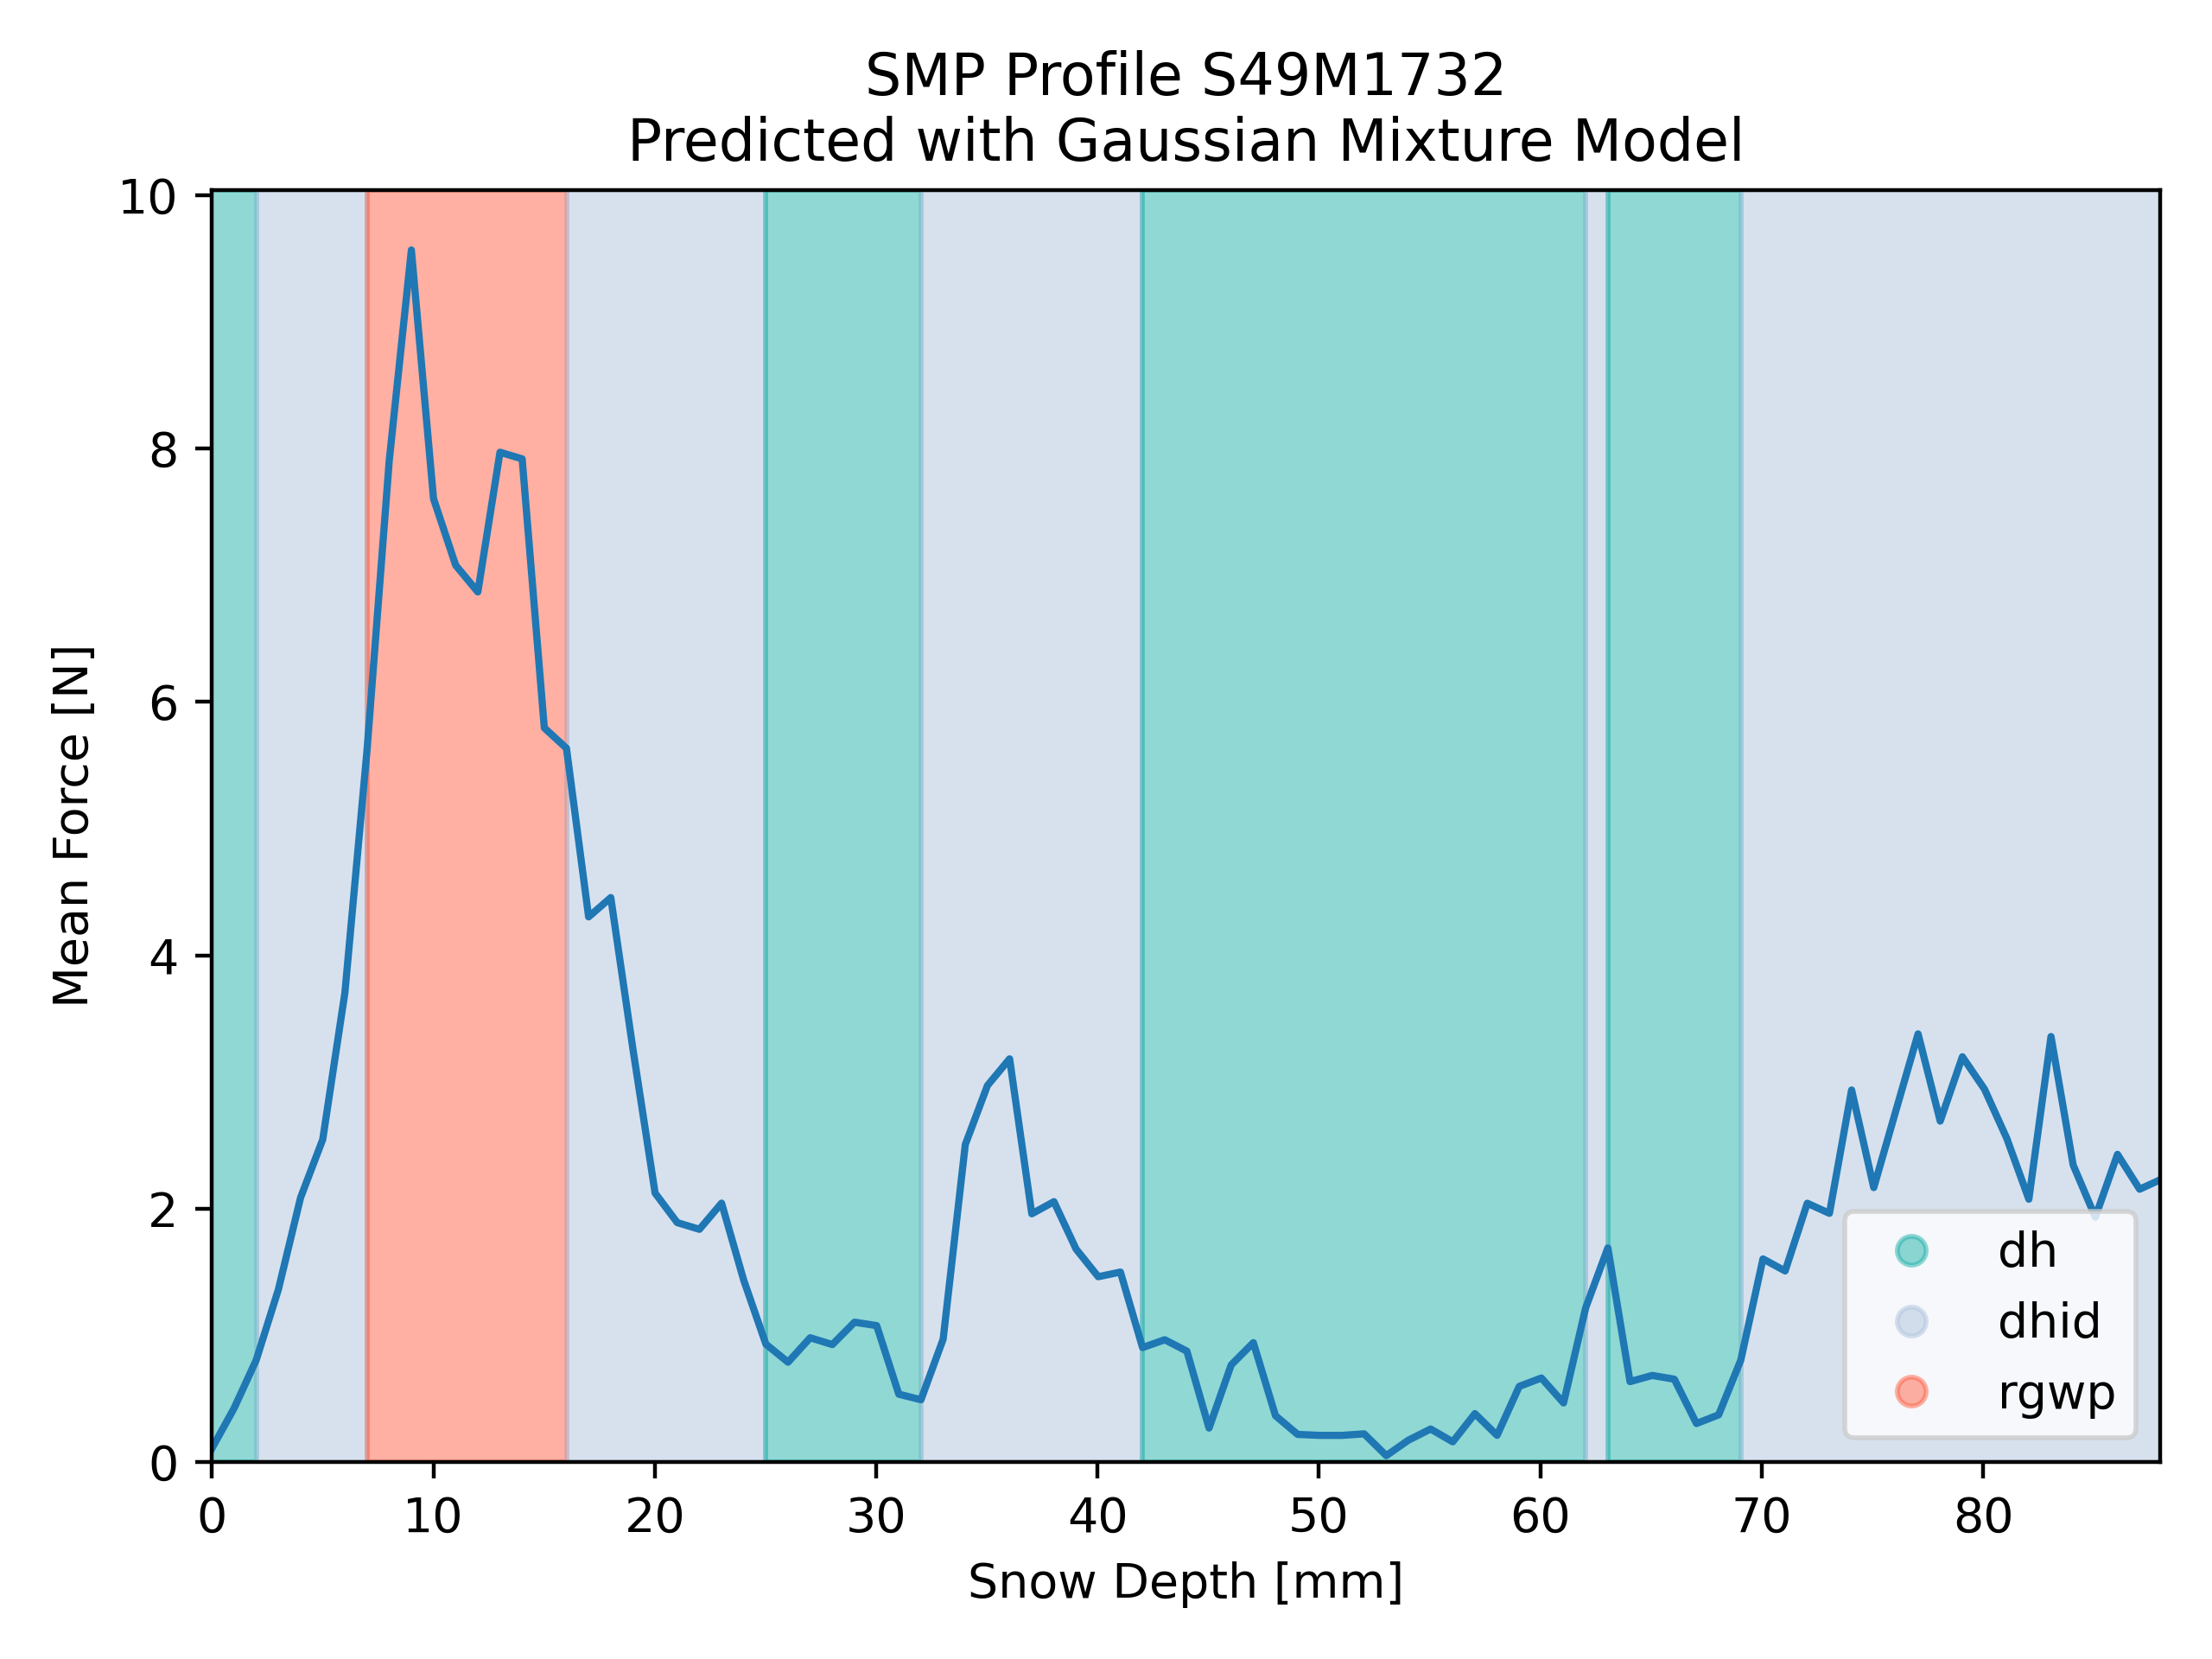 SMP Profile S49M1732
Predicted with Gaussian Mixture Model
Mean Force [N]
10
8
6
4
2
0
0 10 20 30 40 50 60 70 80
Snow Depth [mm]
dh
dhid
rgwp